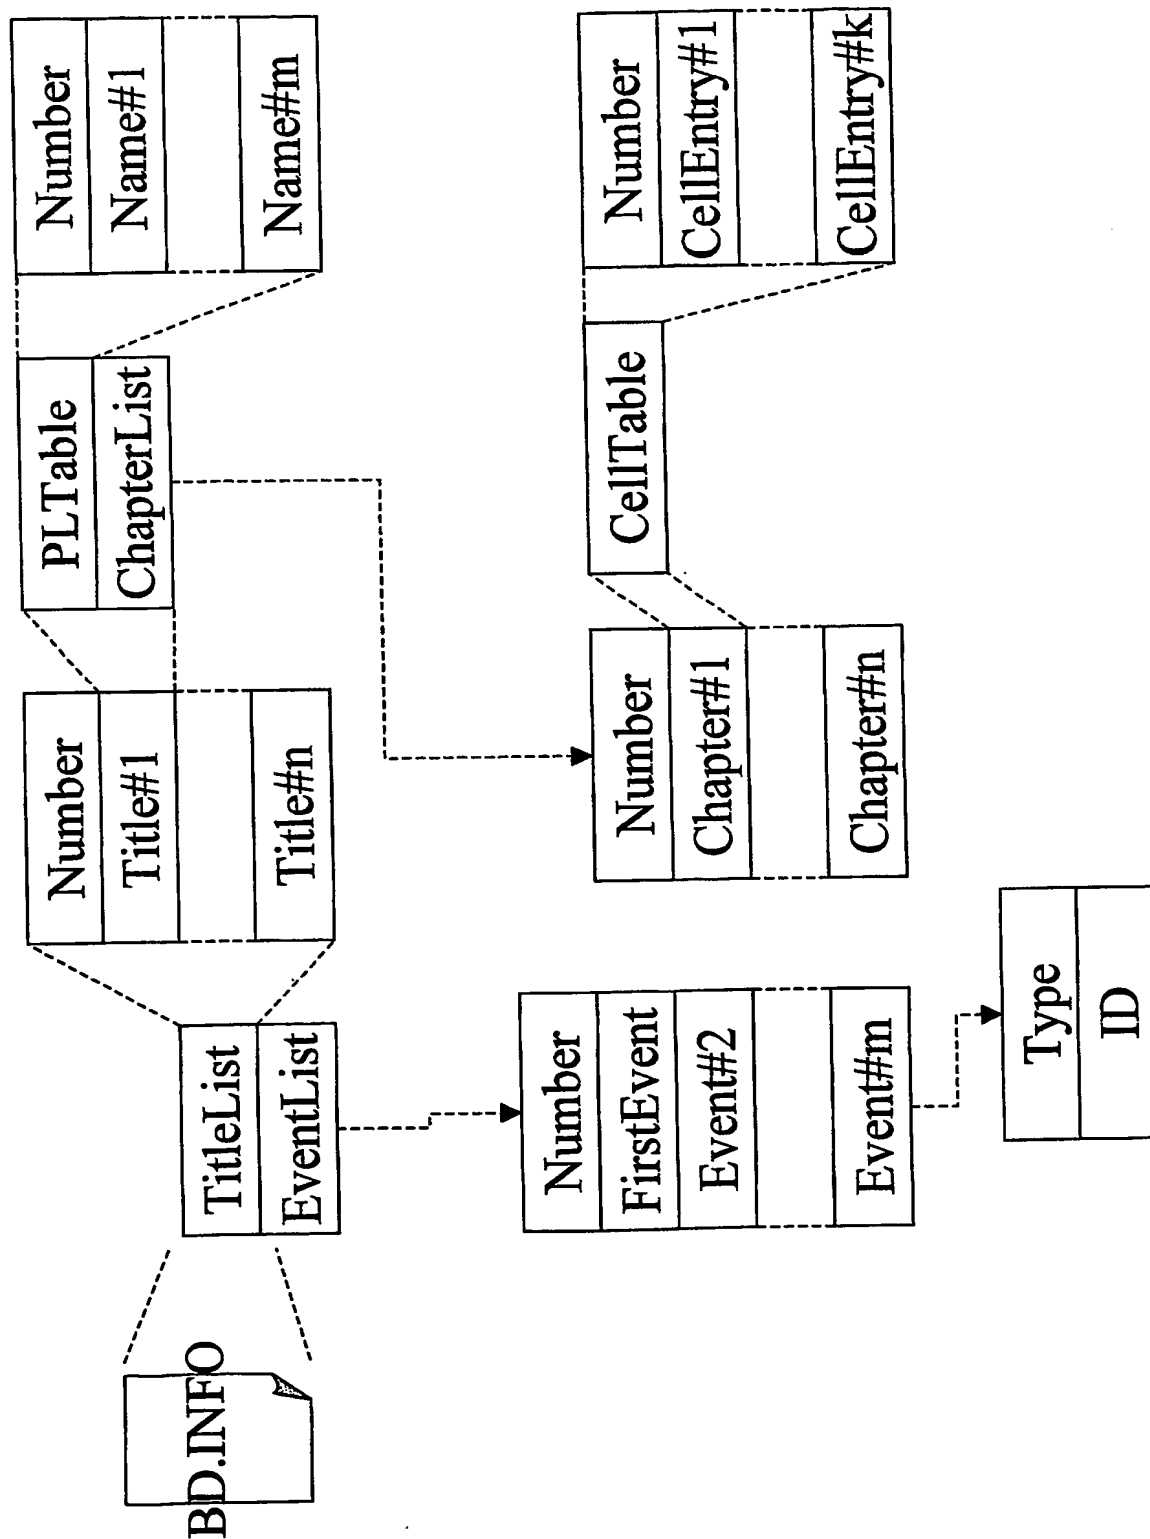 BD.INFO
TitleList
EventList
Number
Title#1
Title#n
PLTable
ChapterList
Number
Name#1
Name#m
Number
FirstEvent
Event#2
Event#m
Type
ID
Number
Chapter#1
Chapter#n
CellTable
Number
CellEntry#1
CellEntry#k